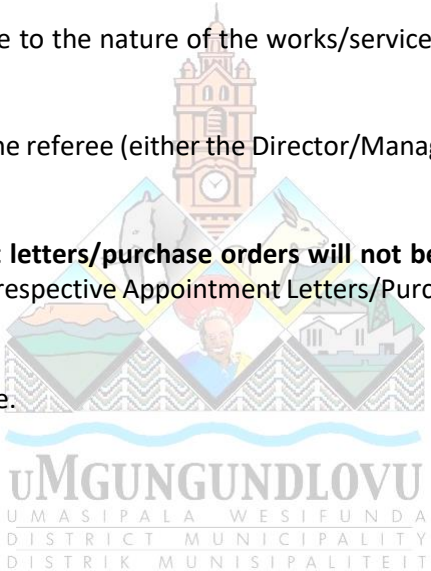 e to the nature of the works/service
he referee (either the Director/Manag
t letters/purchase orders will not be
respective Appointment Letters/Purc
e.
uMGUNGUNDLOVU
UMASIPALA WESIFUNDA
DISTRICT MUNICIPALITY
DISTRIK MUNISIPALITEIT